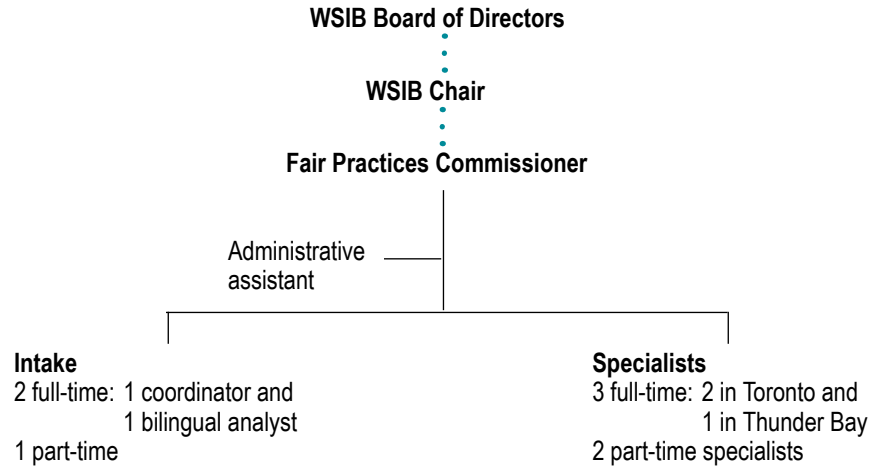 WSIB Board of Directors
WSIB Chair
Fair Practices Commissioner
Administrative
assistant
Intake
2 full-time: 1 coordinator and
1 bilingual analyst
1 part-time
Specialists
3 full-time: 2 in Toronto and
1 in Thunder Bay
2 part-time specialists